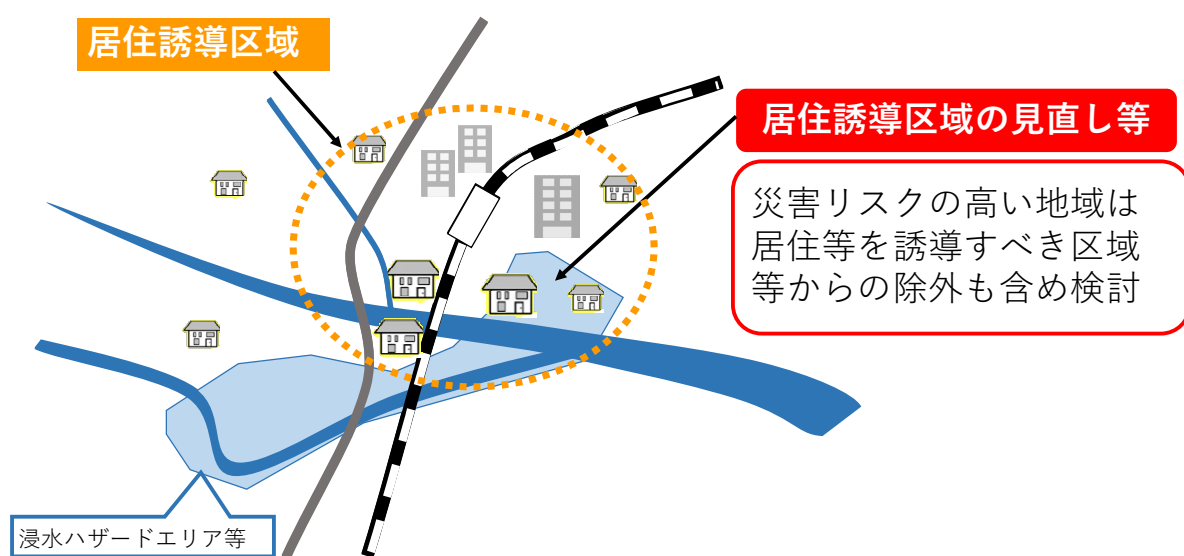 居住誘導区域
居住誘導区域の見直し等
災害リスクの高い地域は
居住等を誘導すべき区域
等からの除外も含め検討
浸水ハザードエリア等